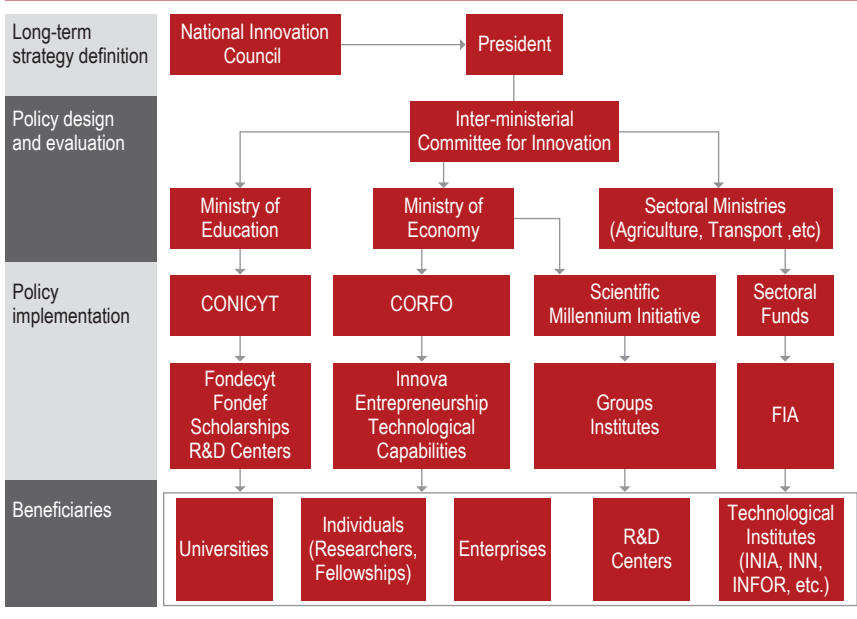 Long-term
strategy definition
National Innovation
Council
President
Policy design
and evaluation
Inter-ministerial
Committee for Innovation
Ministry of
Education
Ministry of
Economy
Sectoral Ministries
(Agriculture, Transport ,etc)
Policy
implementation
CONICYT
CORFO
Scientific
Millennium Initiative
Sectoral
Funds
Fondecyt
Fondef
Scholarships
R&D Centers
Innova
Entrepreneurship
Technological
Capabilities
Groups
Institutes
FIA
Beneficiaries
Universities
Individuals
(Researchers,
Fellowships)
Enterprises
R&D
Centers
Technological
Institutes
(INIA, INN,
INFOR, etc.)